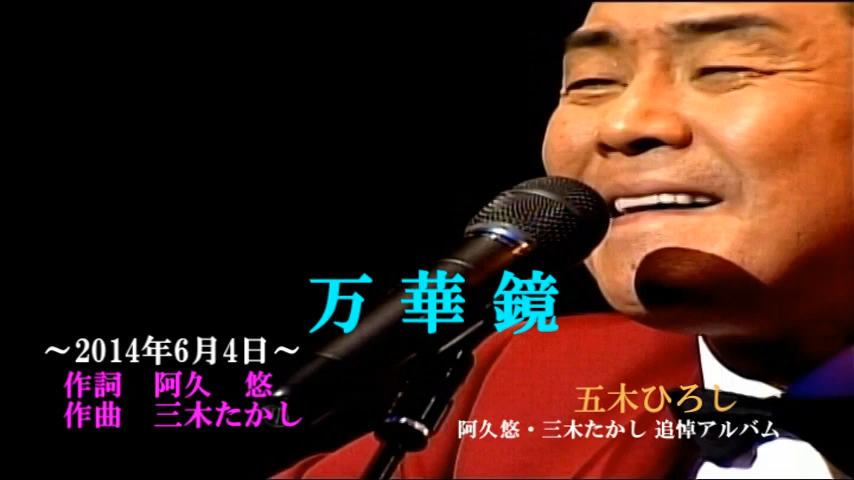 万華鏡
～2014年6月4日～
作詞　阿久　悠
作曲　三木たかし
五木ひろし
阿久悠・三木たかし 追悼アルバム